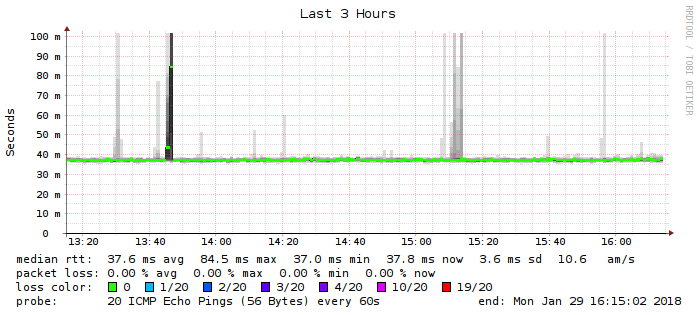 Last 3 Hours
RRDTOOL / TOBI OETIKER
Seconds
100 m
90 m
80 m
70 m
60 m
50 m
40 m
30 m
20 m
10 m
0
13:20 13:40 14:00 14:20 14:40 15:00 15:20 15:40 16:00
median rtt: 37.6 ms avg 84.5 ms max 37.0 ms min 37.8 ms now 3.6 ms sd 10.6 am/s
packet loss: 0.00 % avg 0.00 % max 0.00 % min 0.00 % now
loss color: 0 1/20 2/20 3/20 4/20 10/20 19/20
probe: 20 ICMP Echo Pings (56 Bytes) every 60s end: Mon Jan 29 16:15:02 2018